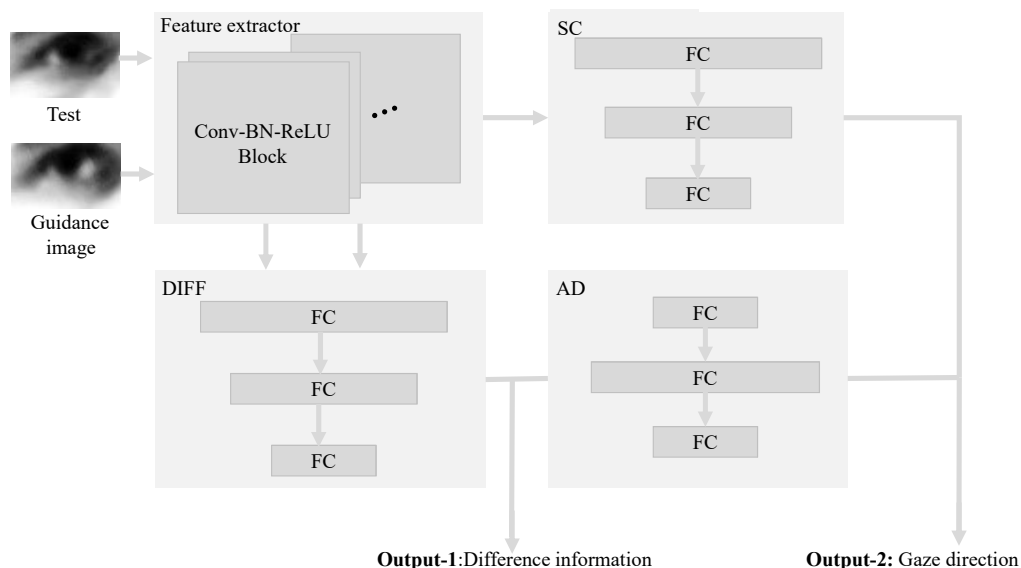 Feature extractor
SC
FC
FC
FC
Test
Conv-BN-ReLU
Block
Guidance
image
DIFF
FC
FC
FC
AD
FC
FC
FC
Output-1:Difference information
Output-2: Gaze direction